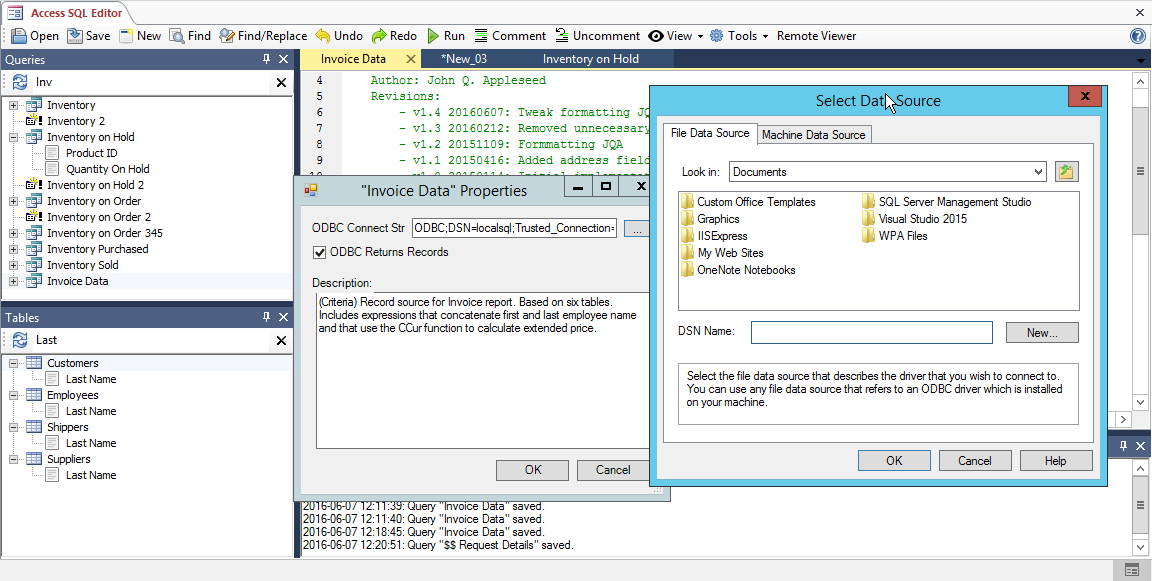 Access SQL Editor
Open Save New Find Find/Replace Undo Redo Run Comment Uncomment View Tools Remote Viewer
Queries
Inv
Inventory
Inventory 2
Inventory on Hold
Product ID
Quantity On Hold
Inventory on Hold 2
Inventory on Order
Inventory on Order 2
Inventory on Order 345
Inventory Purchased
Inventory Sold
Invoice Data
Tables
Last
Customers
Last Name
Employees
Last Name
Shippers
Last Name
Suppliers
Last Name
Invoice Data *New_03 Inventory on Hold
4 Author: John Q. Appleseed
5 Revisions:
6 - v1.4 20160607: Tweak formatting JQ
7 - v1.3 20160212: Removed unnecessary
8 - v1.2 20151109: Formmatting JQA
9 - v1.1 20150416: Added address field
"Invoice Data" Properties
ODBC Connect Str ODBC;DSN=localsql;Trusted_Connection= ...
ODBC Returns Records
Description:
(Criteria) Record source for Invoice report. Based on six tables.
Includes expressions that concatenate first and last employee name
and that use the CCur function to calculate extended price.
OK Cancel
Select Data Source
File Data Source Machine Data Source
Look in: Documents
Custom Office Templates
Graphics
IISExpress
My Web Sites
OneNote Notebooks
SQL Server Management Studio
Visual Studio 2015
WPA Files
DSN Name: New...
Select the file data source that describes the driver that you wish to connect to.
You can use any file data source that refers to an ODBC driver which is installed
on your machine.
OK Cancel Help
2016-06-07 12:11:39: Query "Invoice Data" saved.
2016-06-07 12:11:40: Query "Invoice Data" saved.
2016-06-07 12:18:45: Query "Invoice Data" saved.
2016-06-07 12:20:51: Query "$$ Request Details" saved.